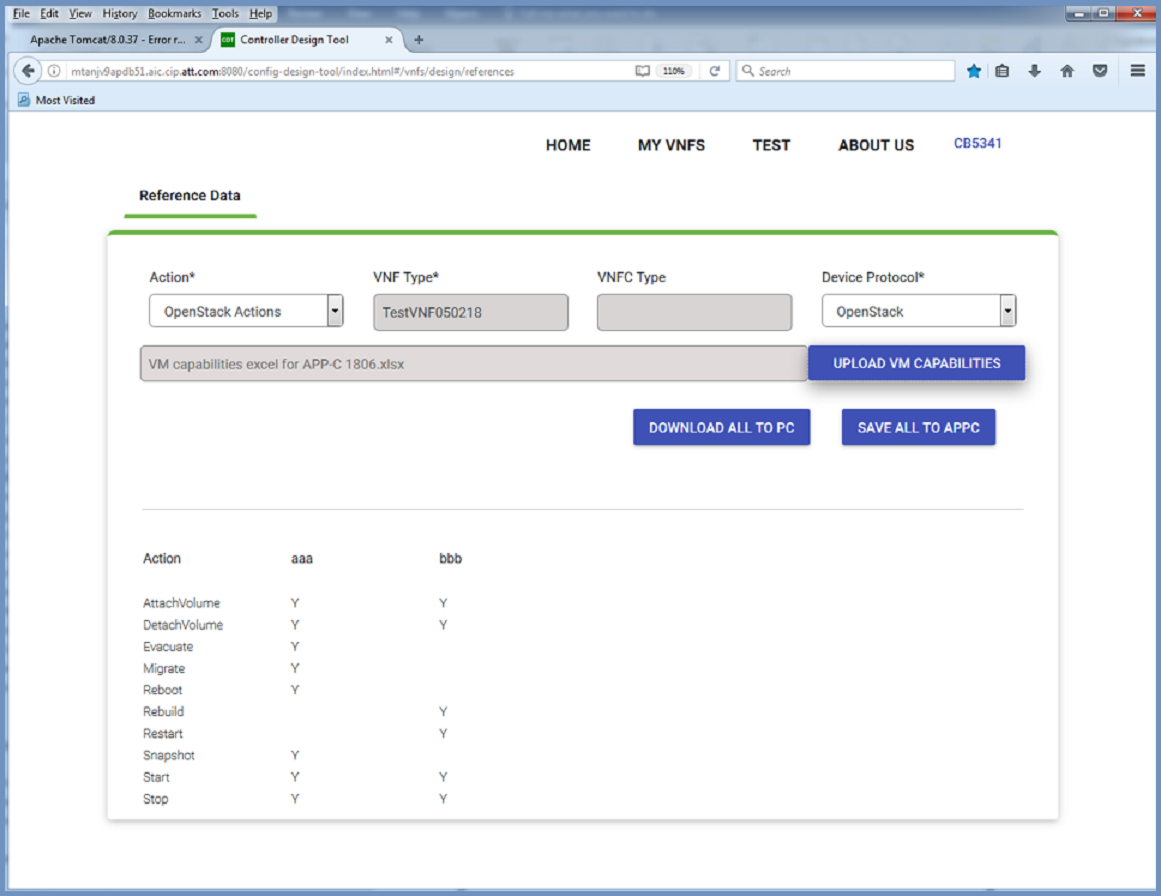 File Edit View History Bookmarks Tools Help
Apache Tomcat/8.0.37 - Error r... × CDT Controller Design Tool × +
mtanjv9apdb51.aic.cip.att.com:8080/config-design-tool/index.html#/vnfs/design/references 110% Search
Most Visited
HOME MY VNFS TEST ABOUT US CB5341
Reference Data
Action* VNF Type* VNFC Type Device Protocol*
OpenStack Actions TestVNF050218 OpenStack
VM capabilities excel for APP-C 1806.xlsx UPLOAD VM CAPABILITIES
DOWNLOAD ALL TO PC SAVE ALL TO APPC
Action aaa bbb
AttachVolume Y Y
DetachVolume Y Y
Evacuate Y
Migrate Y
Reboot Y
Rebuild Y
Restart Y
Snapshot Y
Start Y Y
Stop Y Y